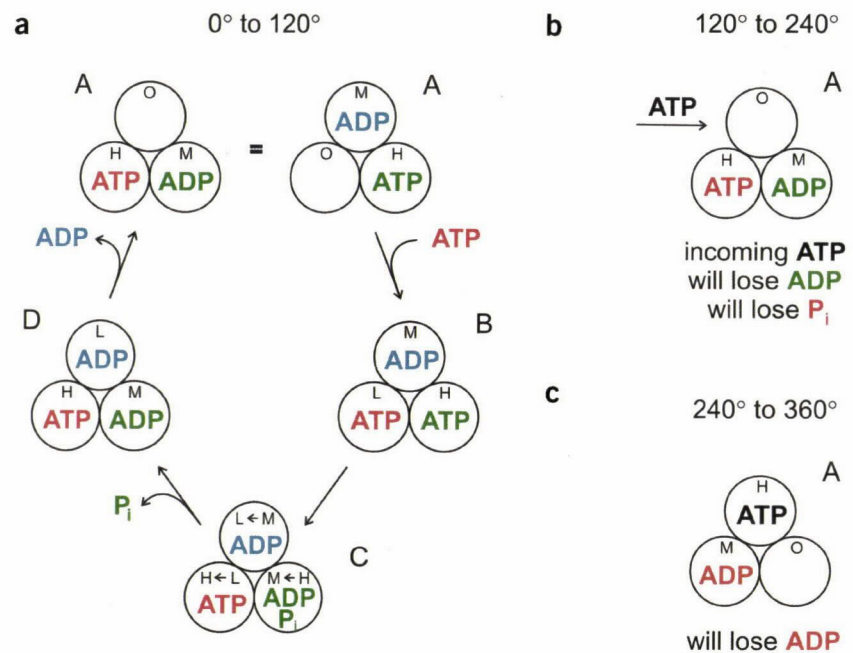 a
0° to 120°
A
O
H
ATP
M
ADP
=
A
M
ADP
O
H
ATP
ADP
ATP
D
L
ADP
H
ATP
M
ADP
B
M
ADP
L
ATP
H
ATP
Pi
C
L←M
ADP
H←L
ATP
M←H
ADP
Pi
b
120° to 240°
ATP
A
O
H
ATP
M
ADP
incoming ATP
will lose ADP
will lose Pi
c
240° to 360°
A
H
ATP
M
ADP
O
will lose ADP